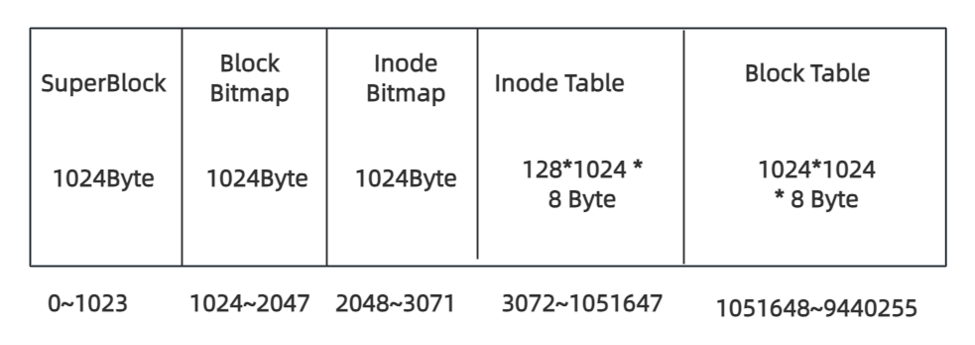 SuperBlock
Block
Bitmap
Inode
Bitmap
Inode Table
Block Table
1024Byte
1024Byte
1024Byte
128*1024 *
8 Byte
1024*1024
* 8 Byte
0~1023
1024~2047
2048~3071
3072~1051647
1051648~9440255